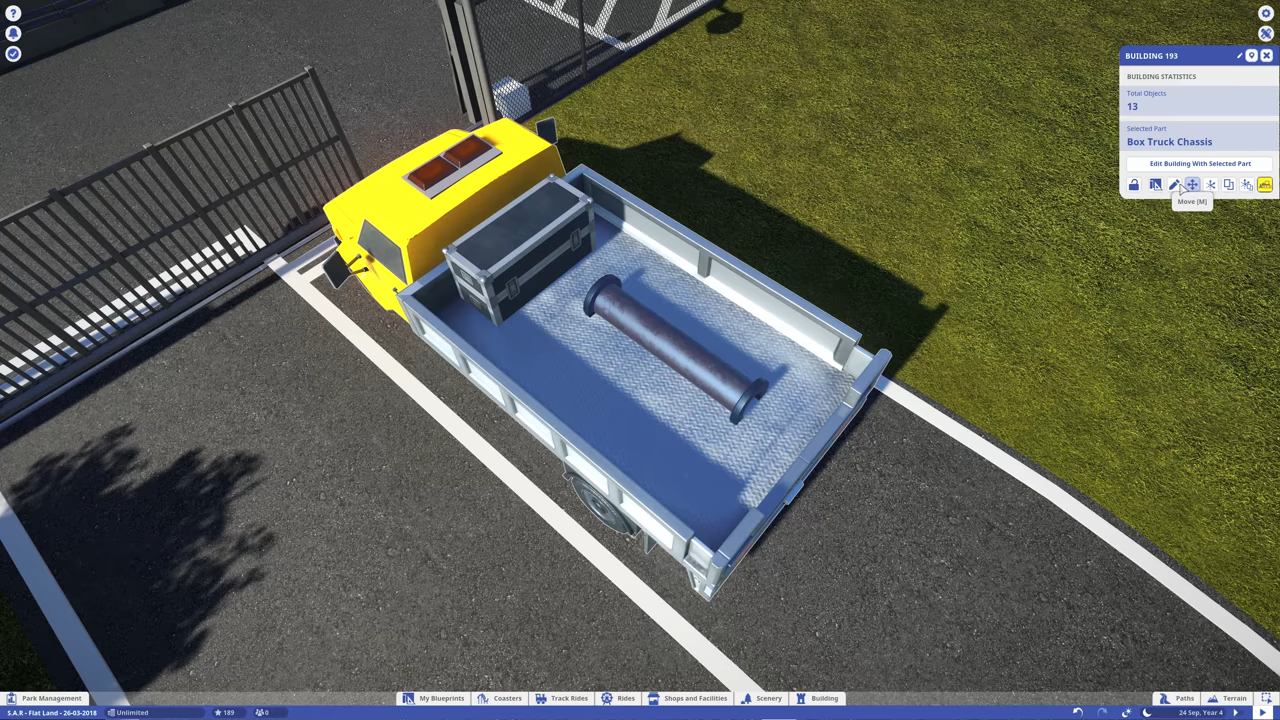 BUILDING 193
BUILDING STATISTICS
Total Objects
13
Selected Part
Box Truck Chassis
Edit Building With Selected Part
Move [M]
Park Management
My Blueprints
Coasters
Track Rides
Rides
Shops and Facilities
Scenery
Building
Paths
Terrain
S.A.R - Flat Land - 26-03-2018
Unlimited
189
0
24 Sep, Year 4